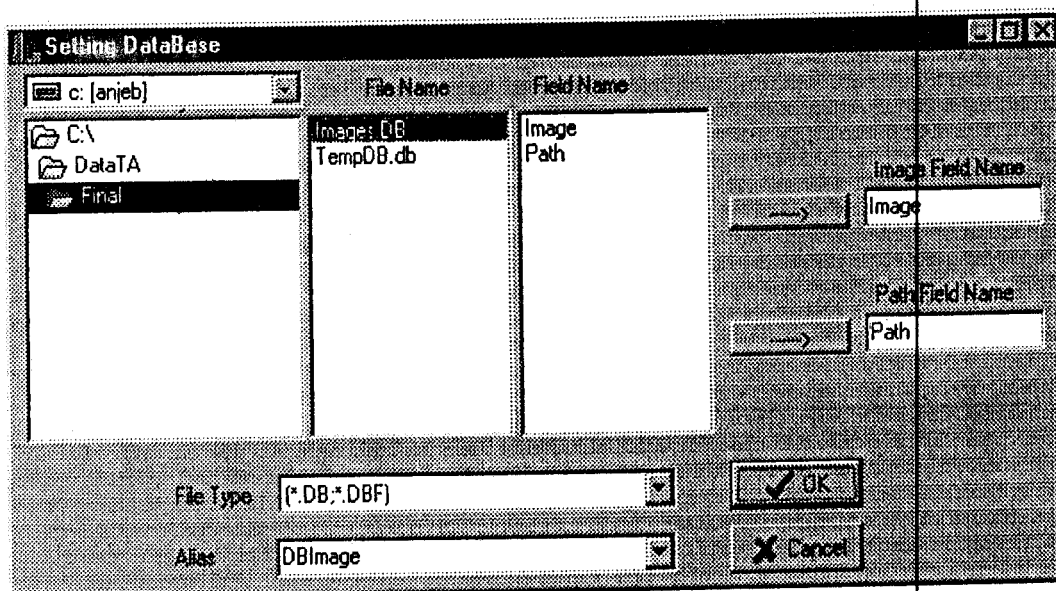 Setting DataBase
c: [anjeb]
File Name
Field Name
C:\
DataTA
Final
Images.DB
TempDB.db
Image
Path
Image Field Name
Image
--->
Path Field Name
Path
--->
File Type
(*.DB;*.DBF)
OK
Alias
DBImage
Cancel